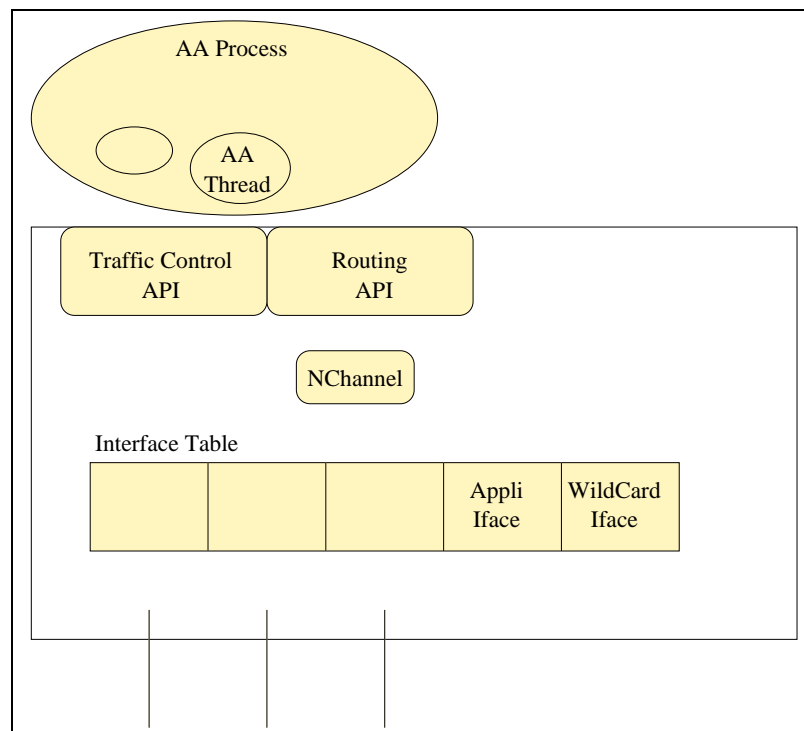 AA Process
AA
Thread
Traffic Control
API
Routing
API
NChannel
Interface Table
Appli
Iface
WildCard
Iface